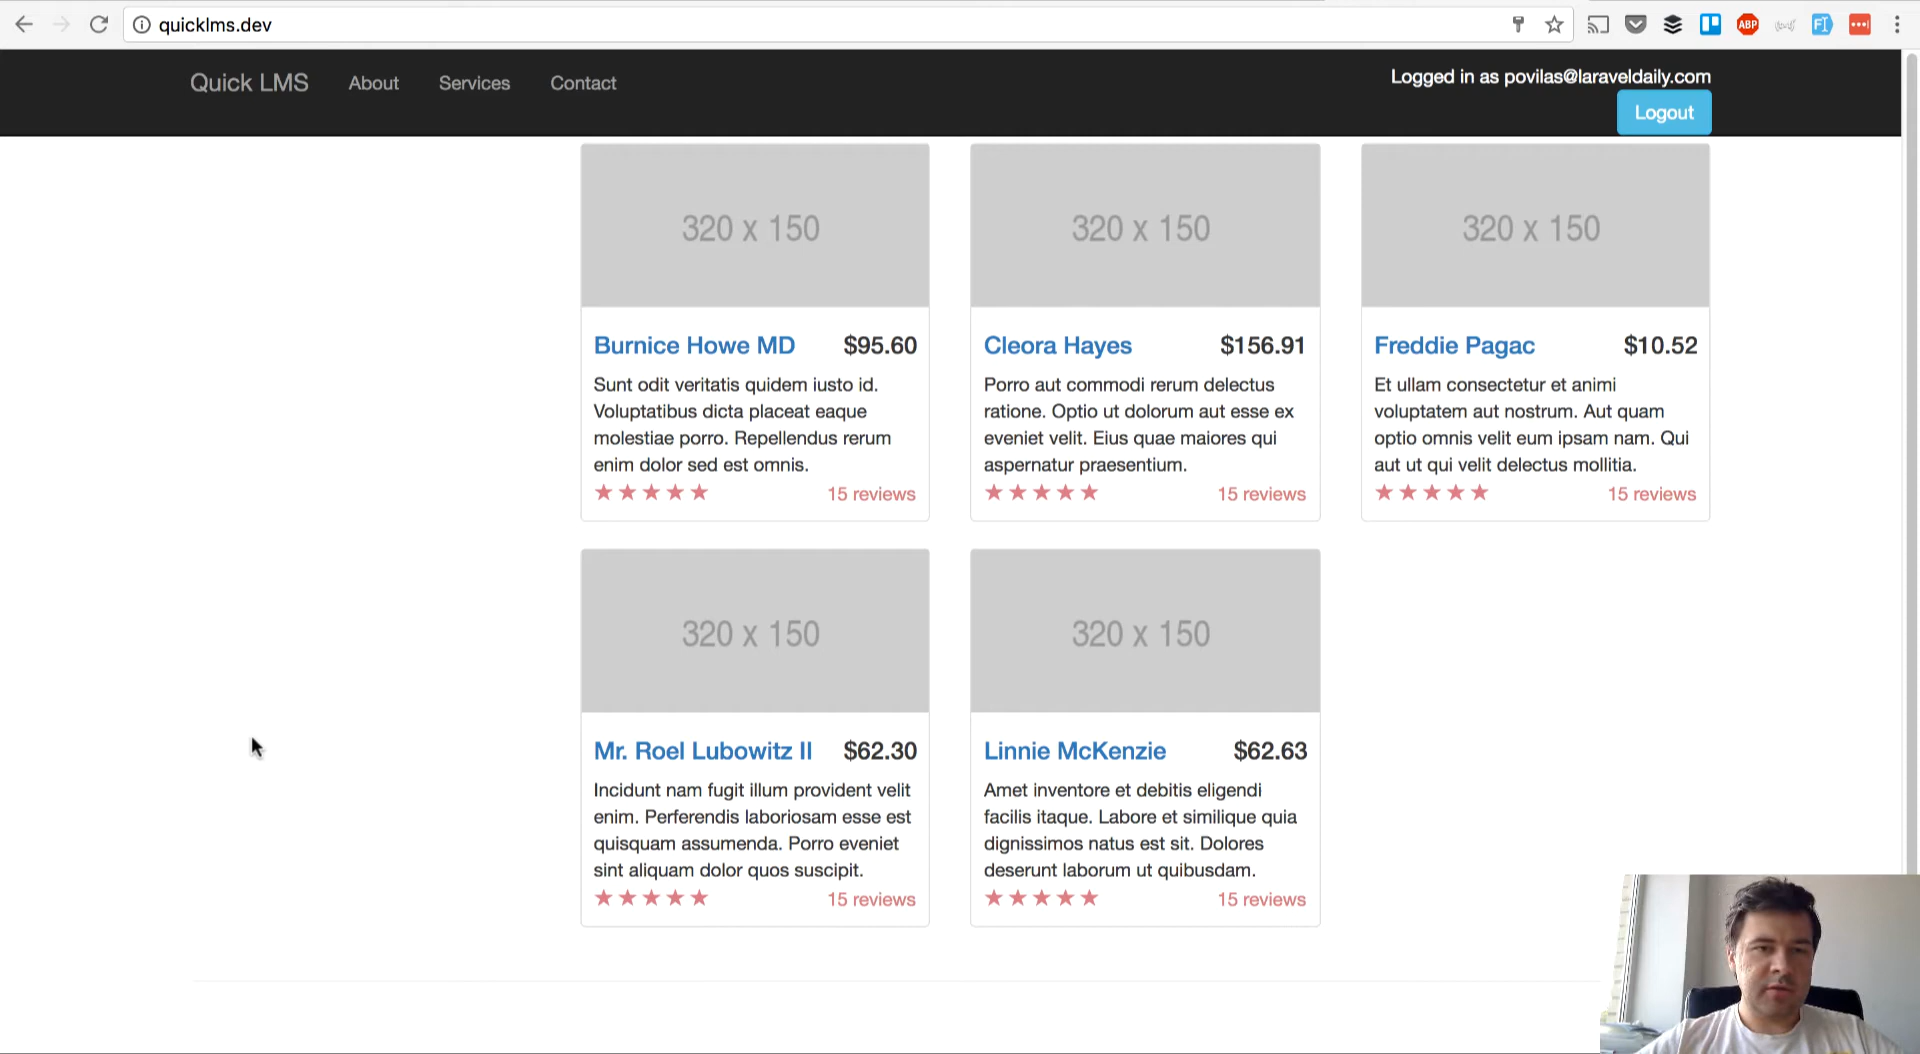 quicklms.dev
ABP
Quick LMS
About
Services
Contact
Logged in as povilas@laraveldaily.com
Logout
320 x 150
320 x 150
320 x 150
Burnice Howe MD
$95.60
Sunt odit veritatis quidem iusto id.
Voluptatibus dicta placeat eaque
molestiae porro. Repellendus rerum
enim dolor sed est omnis.
15 reviews
Cleora Hayes
$156.91
Porro aut commodi rerum delectus
ratione. Optio ut dolorum aut esse ex
eveniet velit. Eius quae maiores qui
aspernatur praesentium.
15 reviews
Freddie Pagac
$10.52
Et ullam consectetur et animi
voluptatem aut nostrum. Aut quam
optio omnis velit eum ipsam nam. Qui
aut ut qui velit delectus mollitia.
15 reviews
320 x 150
320 x 150
Mr. Roel Lubowitz II
$62.30
Incidunt nam fugit illum provident velit
enim. Perferendis laboriosam esse est
quisquam assumenda. Porro eveniet
sint aliquam dolor quos suscipit.
15 reviews
Linnie McKenzie
$62.63
Amet inventore et debitis eligendi
facilis itaque. Labore et similique quia
dignissimos natus est sit. Dolores
deserunt laborum ut quibusdam.
15 reviews